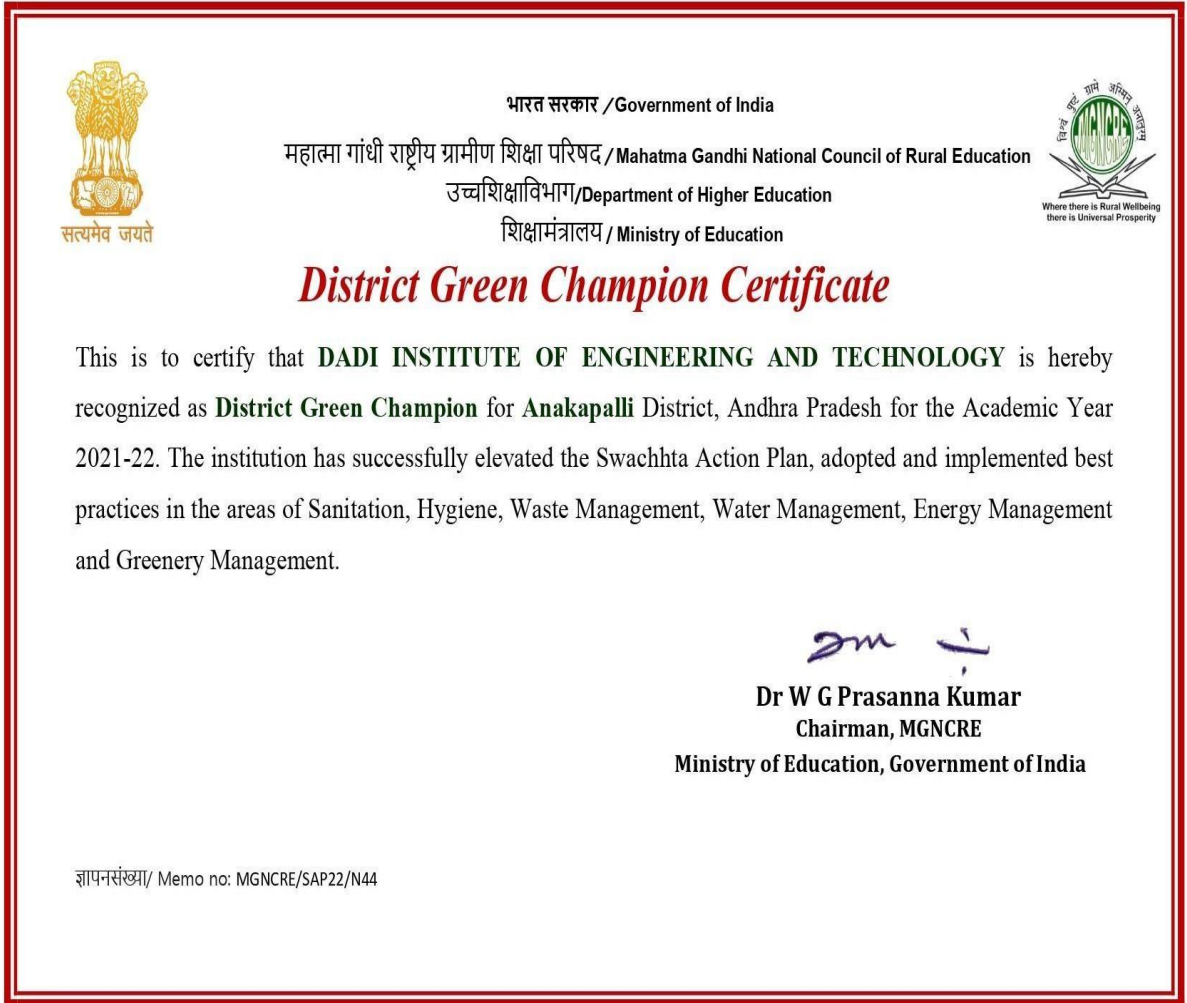 सत्यमेव जयते
भारत सरकार /Government of India
महात्मा गांधी राष्ट्रीय ग्रामीण शिक्षा परिषद/Mahatma Gandhi National Council of Rural Education
उच्चशिक्षाविभाग/Department of Higher Education
शिक्षामंत्रालय / Ministry of Education
विश्वं पुष्टं ग्रामे अस्मिन् अनातुरम्
MGNCRE
Where there is Rural Wellbeing
there is Universal Prosperity
District Green Champion Certificate
This is to certify that DADI INSTITUTE OF ENGINEERING AND TECHNOLOGY is hereby
recognized as District Green Champion for Anakapalli District, Andhra Pradesh for the Academic Year
2021-22. The institution has successfully elevated the Swachhta Action Plan, adopted and implemented best
practices in the areas of Sanitation, Hygiene, Waste Management, Water Management, Energy Management
and Greenery Management.
Dr W G Prasanna Kumar
Chairman, MGNCRE
Ministry of Education, Government of India
ज्ञापनसंख्या/ Memo no: MGNCRE/SAP22/N44